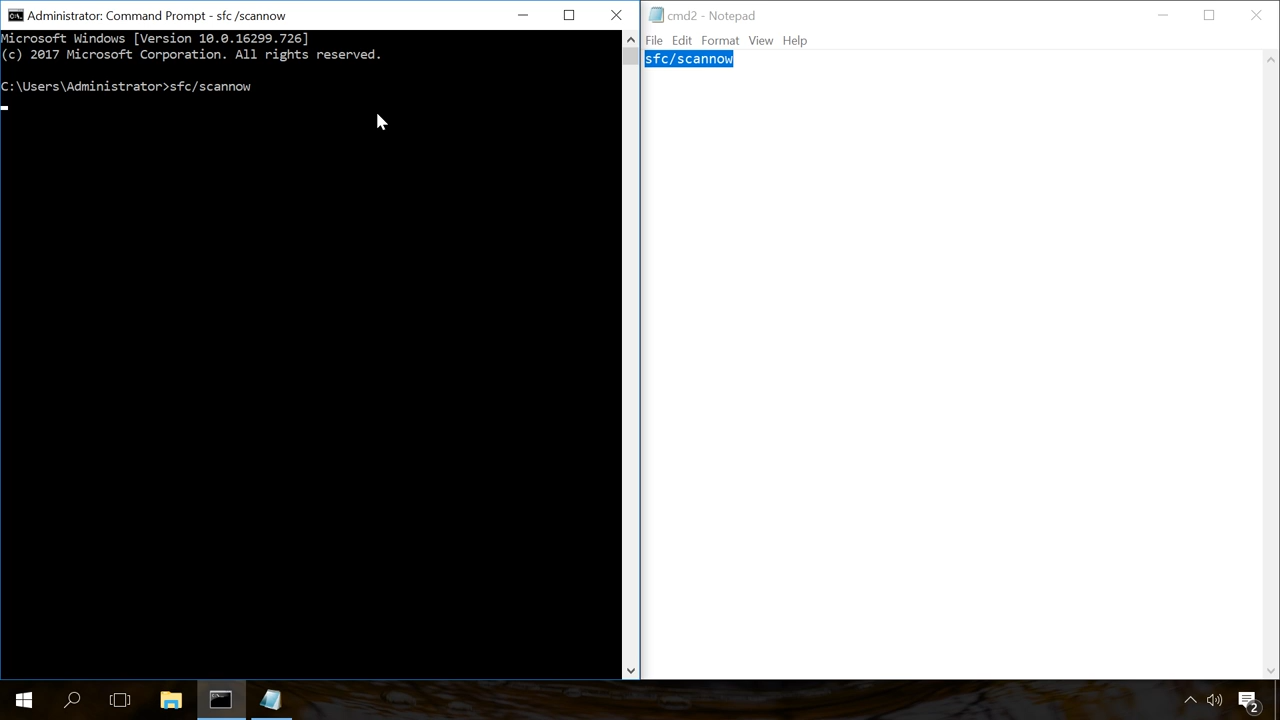 Administrator: Command Prompt - sfc /scannow
Microsoft Windows [Version 10.0.16299.726]
(c) 2017 Microsoft Corporation. All rights reserved.
C:\Users\Administrator>sfc/scannow
cmd2 - Notepad
File Edit Format View Help
sfc/scannow
2